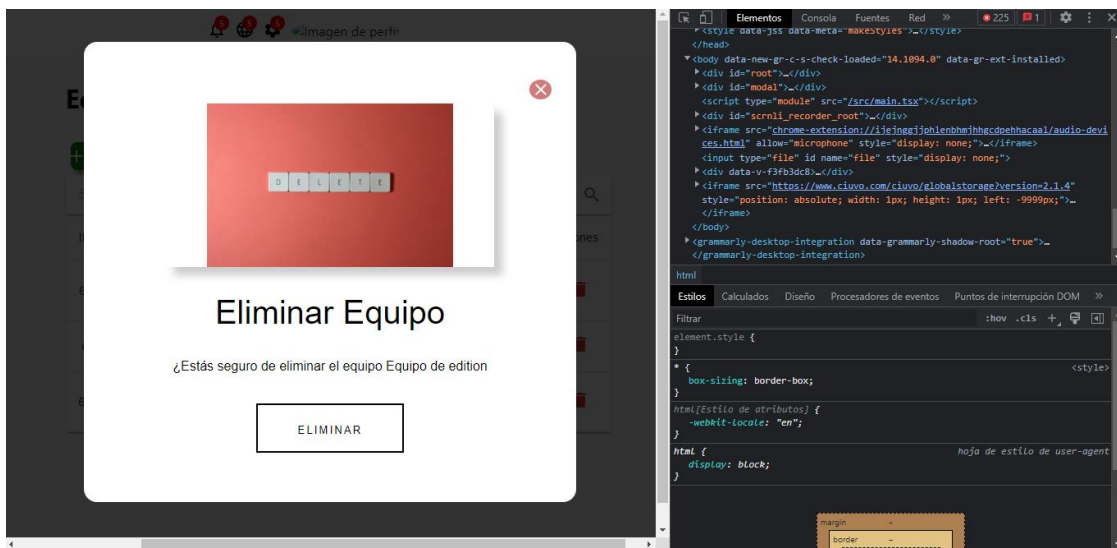 5 5 5 Imagen de perfil
DELETE
Eliminar Equipo
¿Estás seguro de eliminar el equipo Equipo de edition
ELIMINAR
Elementos Consola Fuentes Red » 225 1
<style data-jss data-meta="makeStyles">…</style>
</head>
<body data-new-gr-c-s-check-loaded="14.1094.0" data-gr-ext-installed>
<div id="root">…</div>
<div id="modal">…</div>
<script type="module" src="/src/main.tsx"></script>
<div id="scrnli_recorder_root">…</div>
<iframe src="chrome-extension://ijejnggjjphlenbhmjhhgcdpehhacaal/audio-devi
ces.html" allow="microphone" style="display: none;">…</iframe>
<input type="file" id name="file" style="display: none;">
<div data-v-f3fb3dc8>…</div>
<iframe src="https://www.ciuvo.com/ciuvo/globalstorage?version=2.1.4"
style="position: absolute; width: 1px; height: 1px; left: -9999px;">…
</iframe>
</body>
<grammarly-desktop-integration data-grammarly-shadow-root="true">…
</grammarly-desktop-integration>
html
Estilos Calculados Diseño Procesadores de eventos Puntos de interrupción DOM »
Filtrar :hov .cls +
element.style {
}
* { <style>
box-sizing: border-box;
}
html[Estilo de atributos] {
-webkit-locale: "en";
}
html { hoja de estilo de user-agent
display: block;
}
margin -
border -